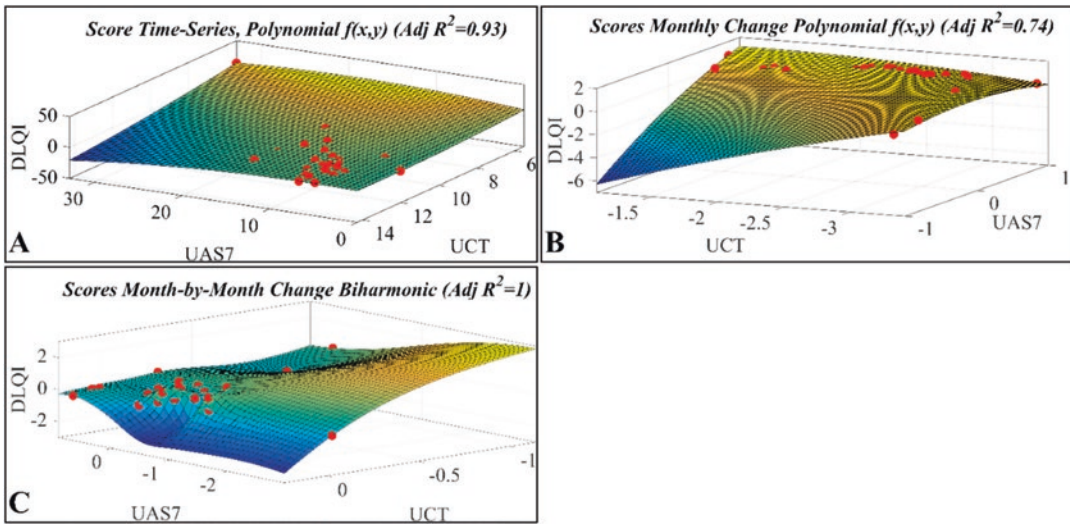 Score Time-Series, Polynomial f(x,y) (Adj R²=0.93)
50
0
-50
DLQI
30
20
10
0
UAS7
14
12
10
8
6
UCT
A
Scores Monthly Change Polynomial f(x,y) (Adj R²=0.74)
2
0
-2
-4
-6
DLQI
-1.5
-2
-2.5
-3
UCT
-1
0
1
UAS7
B
Scores Month-by-Month Change Biharmonic (Adj R²=1)
2
0
-2
DLQI
0
-1
-2
UAS7
0
-0.5
-1
UCT
C